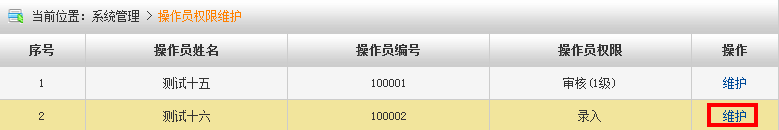 当前位置：系统管理 > 操作员权限维护
序号 操作员姓名 操作员编号 操作员权限 操作
1 测试十五 100001 审核(1级) 维护
2 测试十六 100002 录入 维护